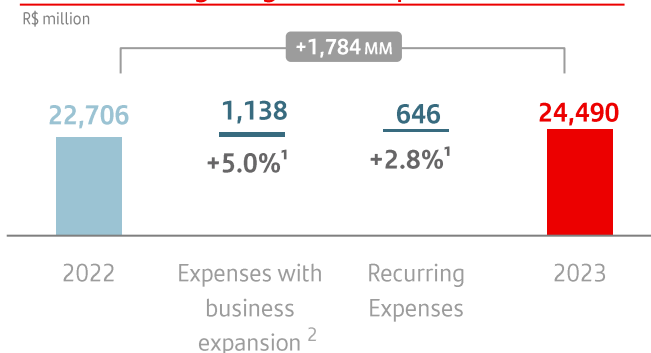 R$ million
+1,784 MM
22,706
1,138
646
24,490
+5.0%¹
+2.8%¹
2022
Expenses with
business
expansion ²
Recurring
Expenses
2023